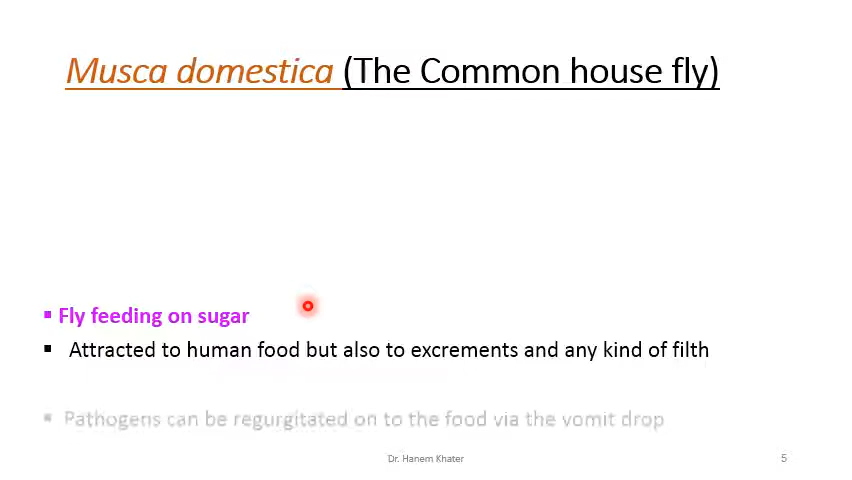 Musca domestica (The Common house fly)
▪ Fly feeding on sugar
▪ Attracted to human food but also to excrements and any kind of filth
▪ Pathogens can be regurgitated on to the food via the vomit drop
Dr. Hanem Khater
5